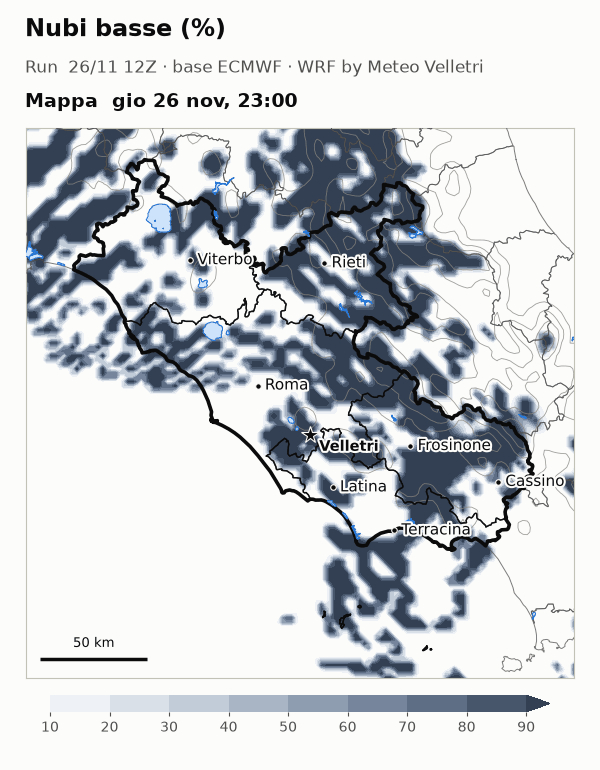 Nubi basse (%)
Run  26/11 12Z · base ECMWF · WRF by Meteo Velletri
Mappa  gio 26 nov, 23:00
Viterbo
Rieti
Roma
Velletri
Frosinone
Latina
Cassino
Terracina
50 km
10 20 30 40 50 60 70 80 90